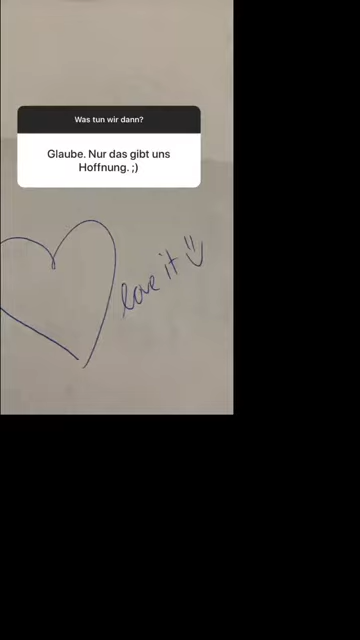 Was tun wir dann?
Glaube. Nur das gibt uns
Hoffnung. ;)
love it :)